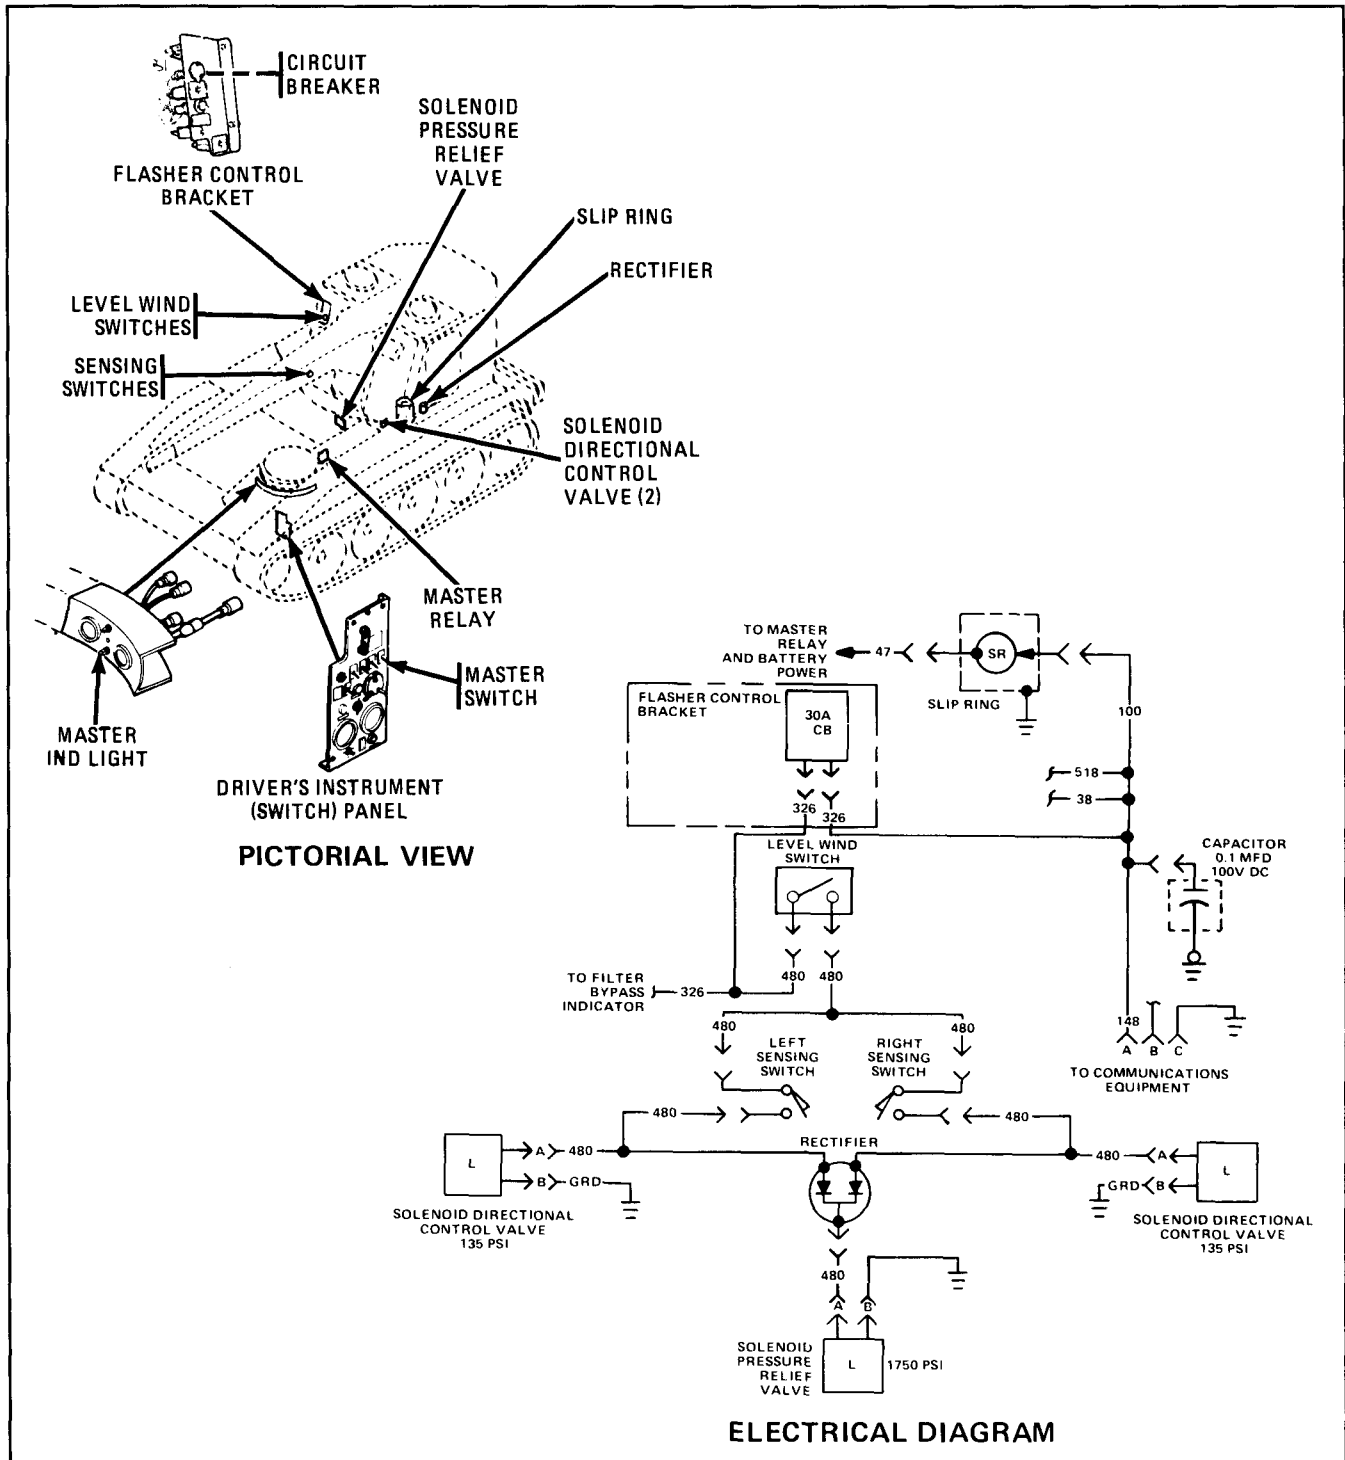 CIRCUIT
BREAKER
SOLENOID
PRESSURE
RELIEF
VALVE
FLASHER CONTROL
BRACKET
SLIP RING
RECTIFIER
LEVEL WIND
SWITCHES
SENSING
SWITCHES
SOLENOID
DIRECTIONAL
CONTROL
VALVE (2)
MASTER
RELAY
MASTER
SWITCH
MASTER
IND LIGHT
DRIVER'S INSTRUMENT
(SWITCH) PANEL
PICTORIAL VIEW
TO MASTER
RELAY
AND BATTERY
POWER
47
SR
SLIP RING
100
FLASHER CONTROL
BRACKET
30A
CB
326
326
518
38
LEVEL WIND
SWITCH
CAPACITOR
0.1 MFD
100V DC
TO FILTER
BYPASS
INDICATOR
326
480
480
148
A
B
C
TO COMMUNICATIONS
EQUIPMENT
480
480
LEFT
SENSING
SWITCH
RIGHT
SENSING
SWITCH
480
480
RECTIFIER
L
A
480
B
GRD
SOLENOID DIRECTIONAL
CONTROL VALVE
135 PSI
480
A
GRD
B
L
SOLENOID DIRECTIONAL
CONTROL VALVE
135 PSI
480
A
B
SOLENOID
PRESSURE
RELIEF
VALVE
L
1750 PSI
ELECTRICAL DIAGRAM